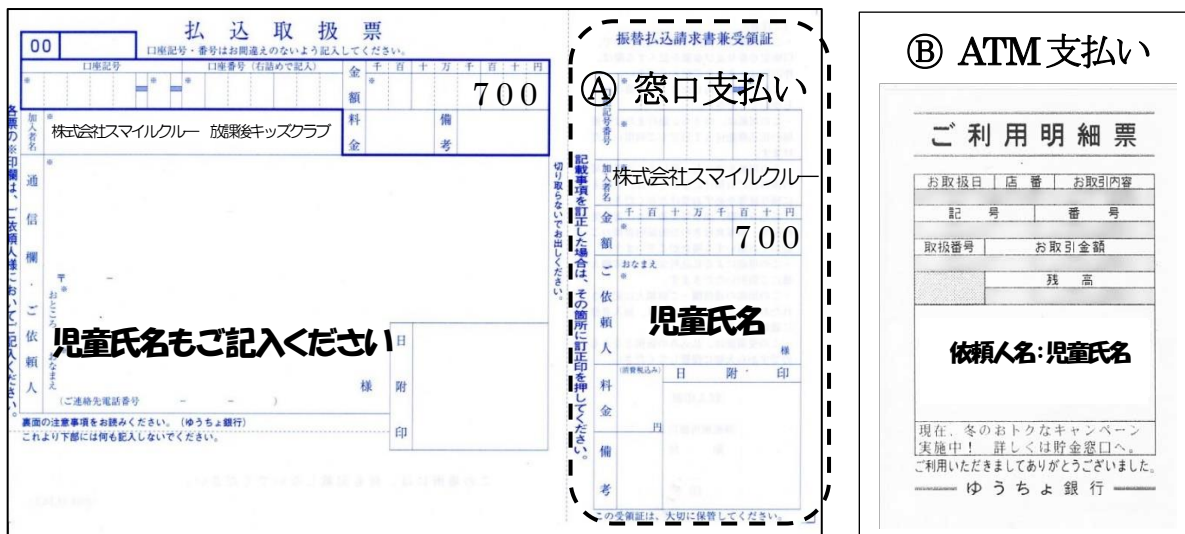 払込取扱票
00
口座記号・番号はお間違えのないよう記入してください。
口座記号
口座番号（右詰めで記入）
金額
千 百 十 万 千 百 十 円
※
700
料金
備考
加入者名
※
株式会社スマイルクルー 放課後キッズクラブ
通信欄・ご依頼人
※
〒 －
おところ
おなまえ
児童氏名もご記入ください
様
（ご連絡先電話番号 － － ）
日附印
各票の※印欄は、ご依頼人様においてご記入ください。
裏面の注意事項をお読みください。（ゆうちょ銀行）
これより下部には何も記入しないでください。
切り取らないでお出しください。
記載事項を訂正した場合は、その箇所に訂正印を押してください。
振替払込請求書兼受領証
Ⓐ 窓口支払い
※
加入者名
株式会社スマイルクルー
金額
千 百 十 万 千 百 十 円
※
700
ご依頼人
おなまえ
※
児童氏名
様
料金
（消費税込み）
円
日 附 印
備考
この受領証は、大切に保管してください。
Ⓑ ATM支払い
ご利用明細票
お取扱日 店番 お取引内容
記号 番号
取扱番号 お取引金額
残高
依頼人名：児童氏名
現在、冬のおトクなキャンペーン
実施中！ 詳しくは貯金窓口へ。
ご利用いただきましてありがとうございました。
ゆうちょ銀行